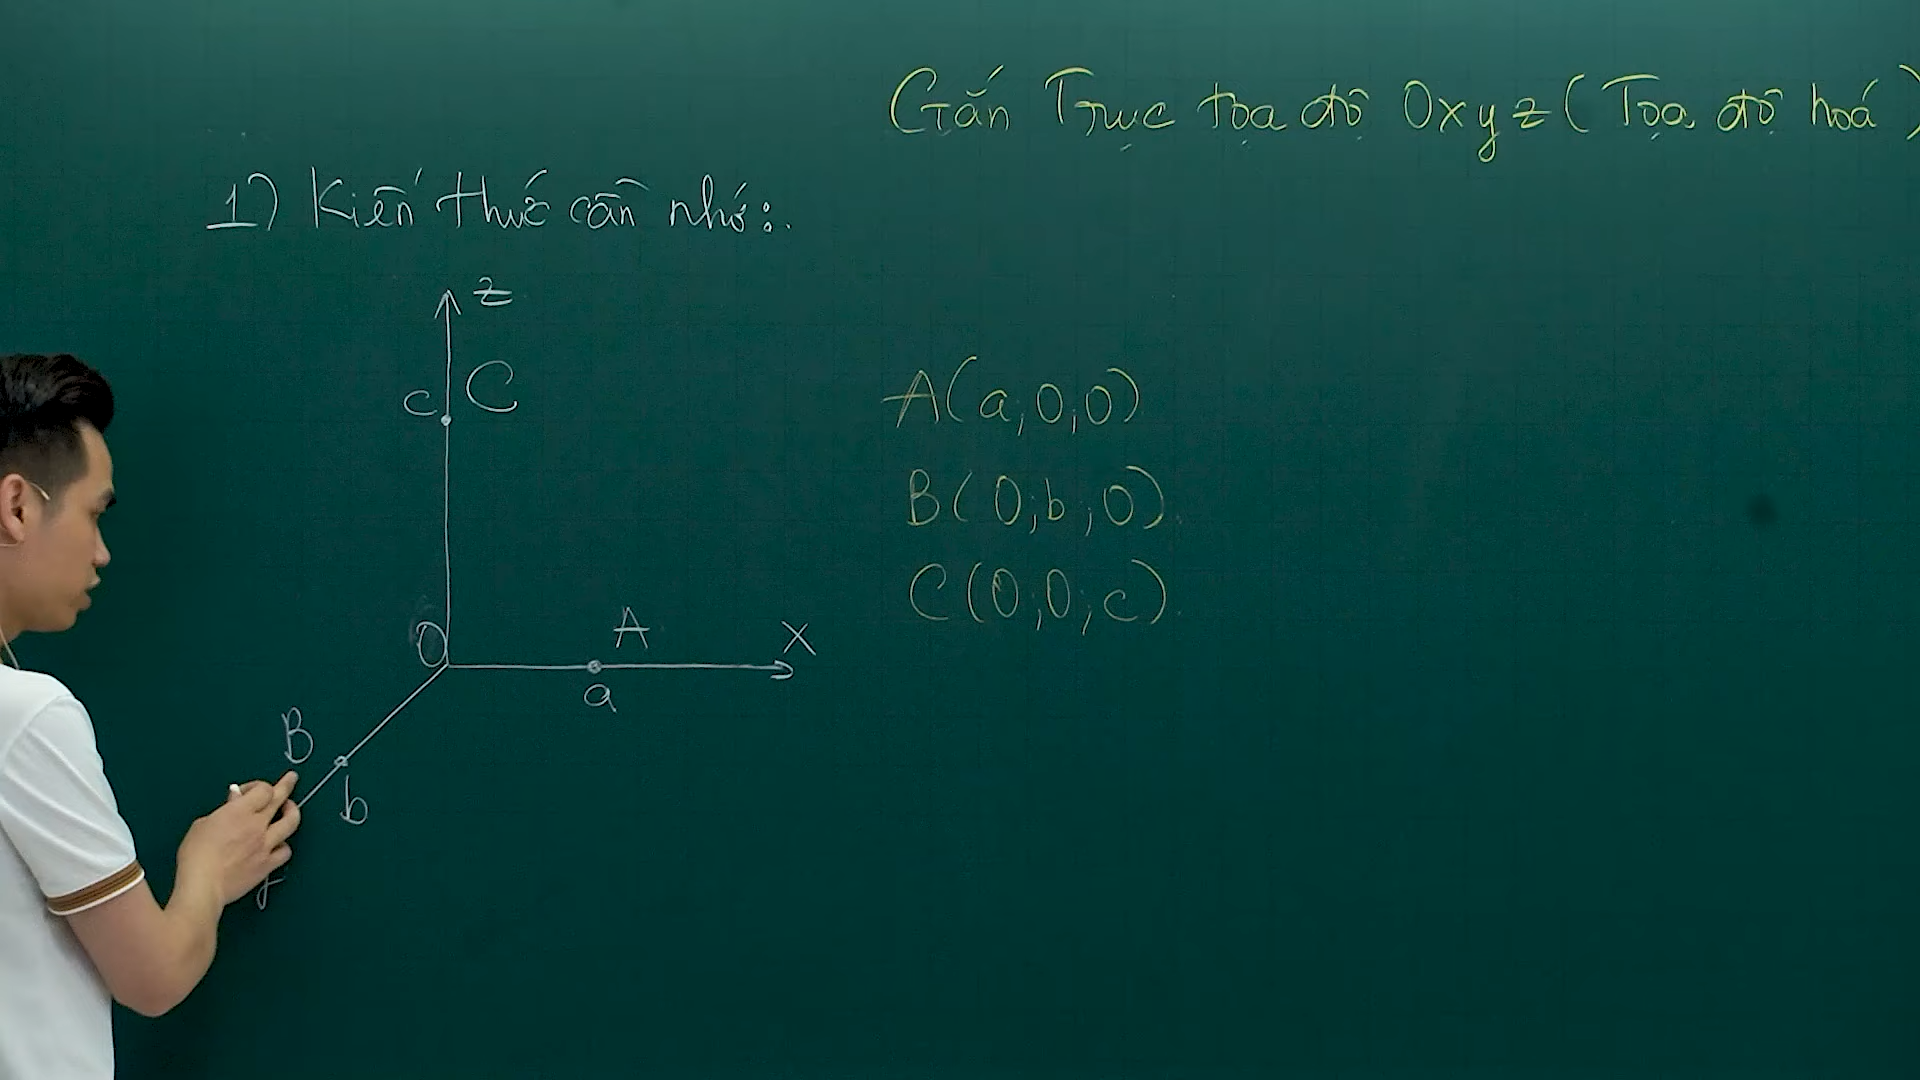 Gắn Trục tọa độ Oxyz (Tọa độ hoá)
1) Kiến thức cần nhớ:
z
c C
A(a;0;0)
B(0;b;0)
C(0;0;c)
O
A
x
a
B
b
y